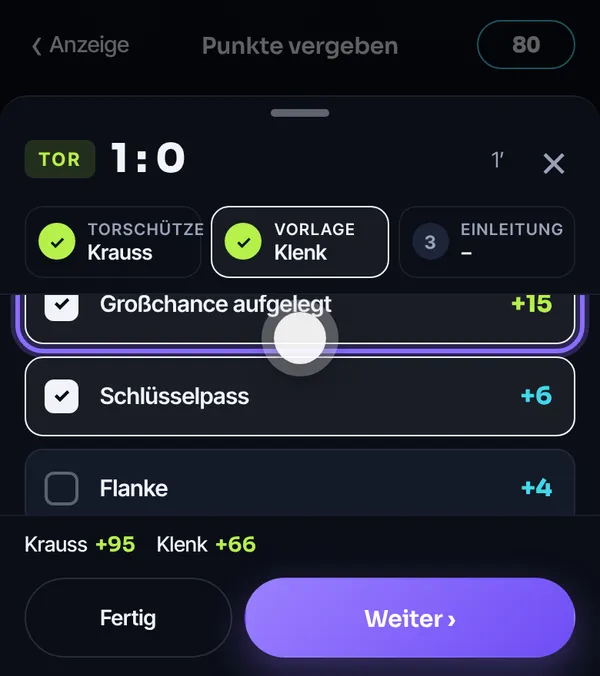 ‹ Anzeige Punkte vergeben 80
TOR 1:0 1′ ×
TORSCHÜTZE VORLAGE EINLEITUNG
Krauss Klenk 3 –
Großchance aufgelegt +15
Schlüsselpass +6
Flanke +4
Krauss +95 Klenk +66
Fertig Weiter ›